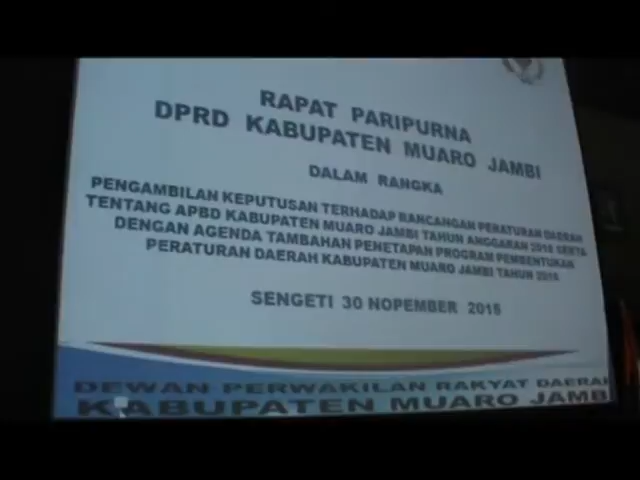 RAPAT PARIPURNA
DPRD KABUPATEN MUARO JAMBI
DALAM RANGKA
PENGAMBILAN KEPUTUSAN TERHADAP RANCANGAN PERATURAN DAERAH
TENTANG APBD KABUPATEN MUARO JAMBI TAHUN ANGGARAN 2016 SERTA
DENGAN AGENDA TAMBAHAN PENETAPAN PROGRAM PEMBENTUKAN
PERATURAN DAERAH KABUPATEN MUARO JAMBI TAHUN 2016
SENGETI 30 NOPEMBER 2015
DEWAN PERWAKILAN RAKYAT DAERAH
KABUPATEN MUARO JAMB